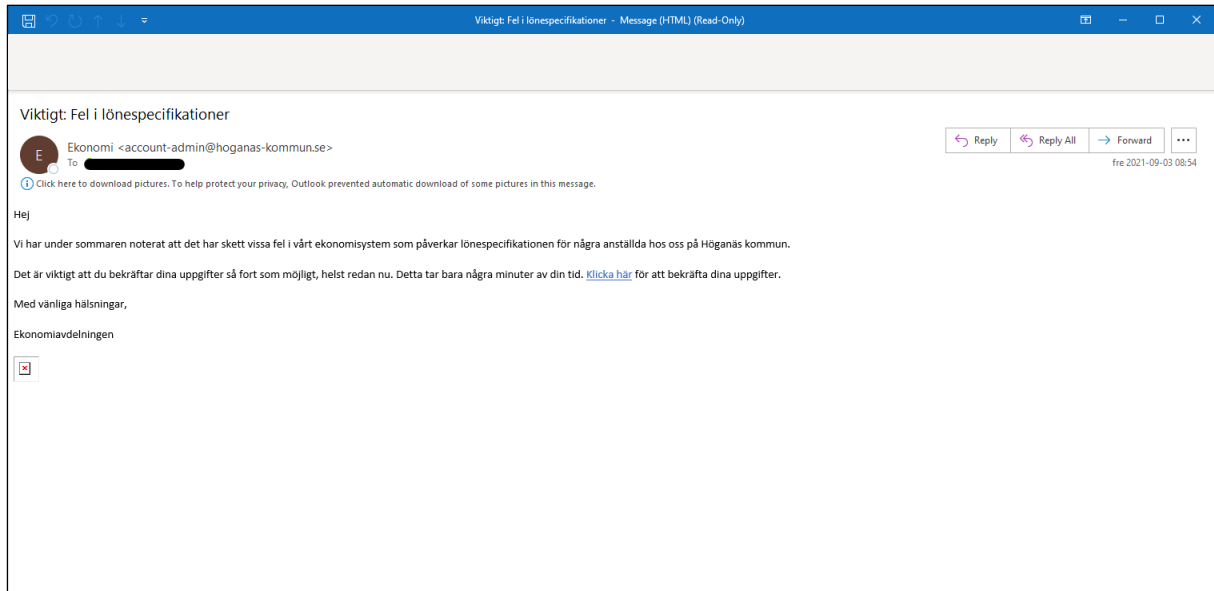 Viktigt: Fel i lönespecifikationer - Message (HTML) (Read-Only)
Viktigt: Fel i lönespecifikationer
E
Ekonomi <account-admin@hoganas-kommun.se>
To
Reply
Reply All
Forward
fre 2021-09-03 08:54
Click here to download pictures. To help protect your privacy, Outlook prevented automatic download of some pictures in this message.
Hej
Vi har under sommaren noterat att det har skett vissa fel i vårt ekonomisystem som påverkar lönespecifikationen för några anställda hos oss på Höganäs kommun.
Det är viktigt att du bekräftar dina uppgifter så fort som möjligt, helst redan nu. Detta tar bara några minuter av din tid. Klicka här för att bekräfta dina uppgifter.
Med vänliga hälsningar,
Ekonomiavdelningen